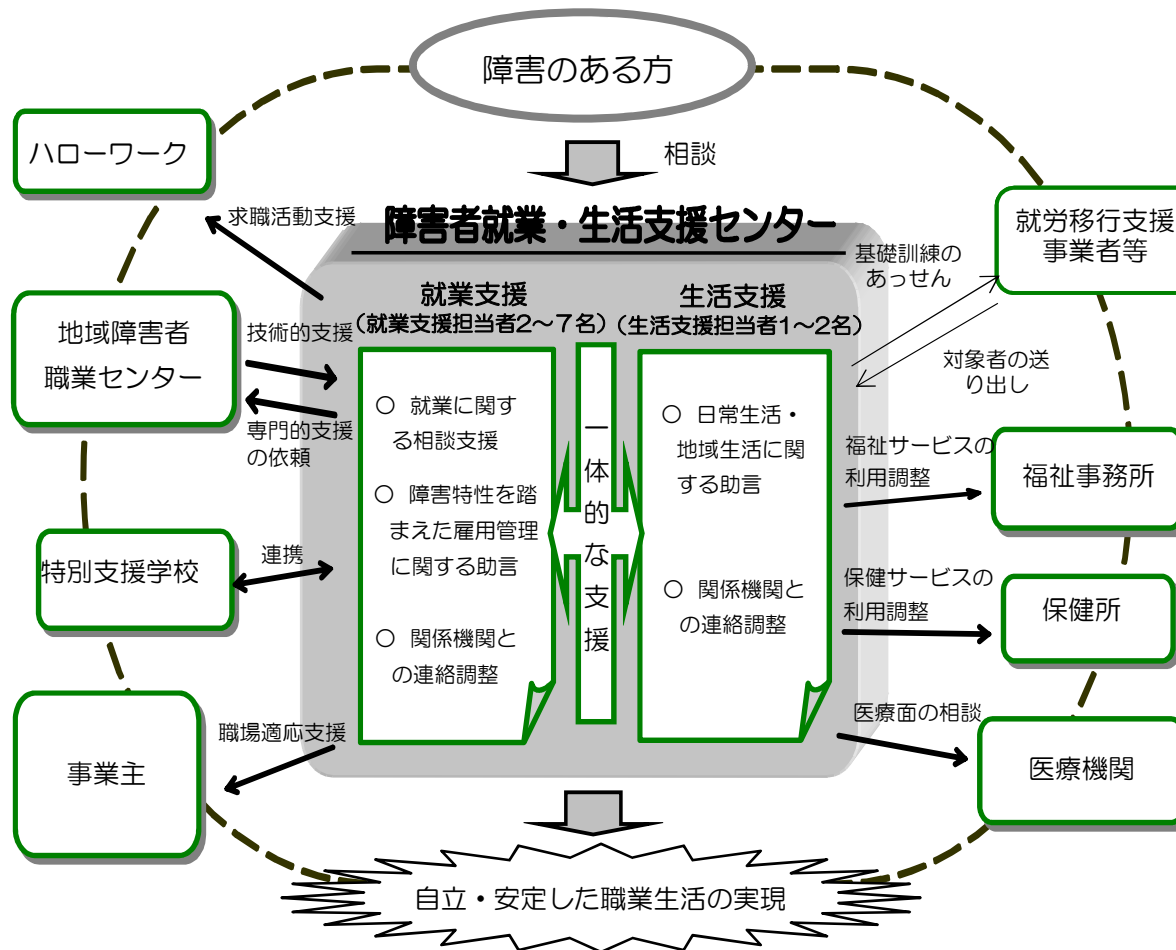 障害のある方
相談
ハローワーク
求職活動支援
障害者就業・生活支援センター
就労移行支援
事業者等
基礎訓練の
あっせん
対象者の送
り出し
地域障害者
職業センター
技術的支援
専門的支援
の依頼
就業支援
(就業支援担当者2~7名)
生活支援
(生活支援担当者1~2名)
○ 就業に関す
る相談支援
○ 障害特性を踏
まえた雇用管理
に関する助言
○ 関係機関と
の連絡調整
一体的な支援
○ 日常生活・
地域生活に関
する助言
○ 関係機関と
の連絡調整
福祉サービスの
利用調整
福祉事務所
特別支援学校
連携
保健サービスの
利用調整
保健所
事業主
職場適応支援
医療面の相談
医療機関
自立・安定した職業生活の実現